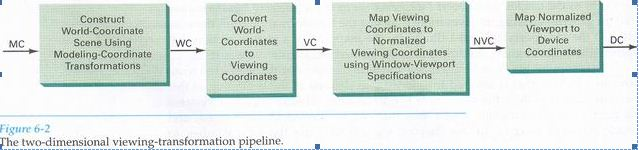 MC
Construct
World-Coordinate
Scene Using
Modeling-Coordinate
Transformations
WC
Convert
World-
Coordinates
to
Viewing
Coordinates
VC
Map Viewing
Coordinates to
Normalized
Viewing Coordinates
using Window-Viewport
Specifications
NVC
Map Normalized
Viewport to
Device
Coordinates
DC
Figure 6-2
The two-dimensional viewing-transformation pipeline.